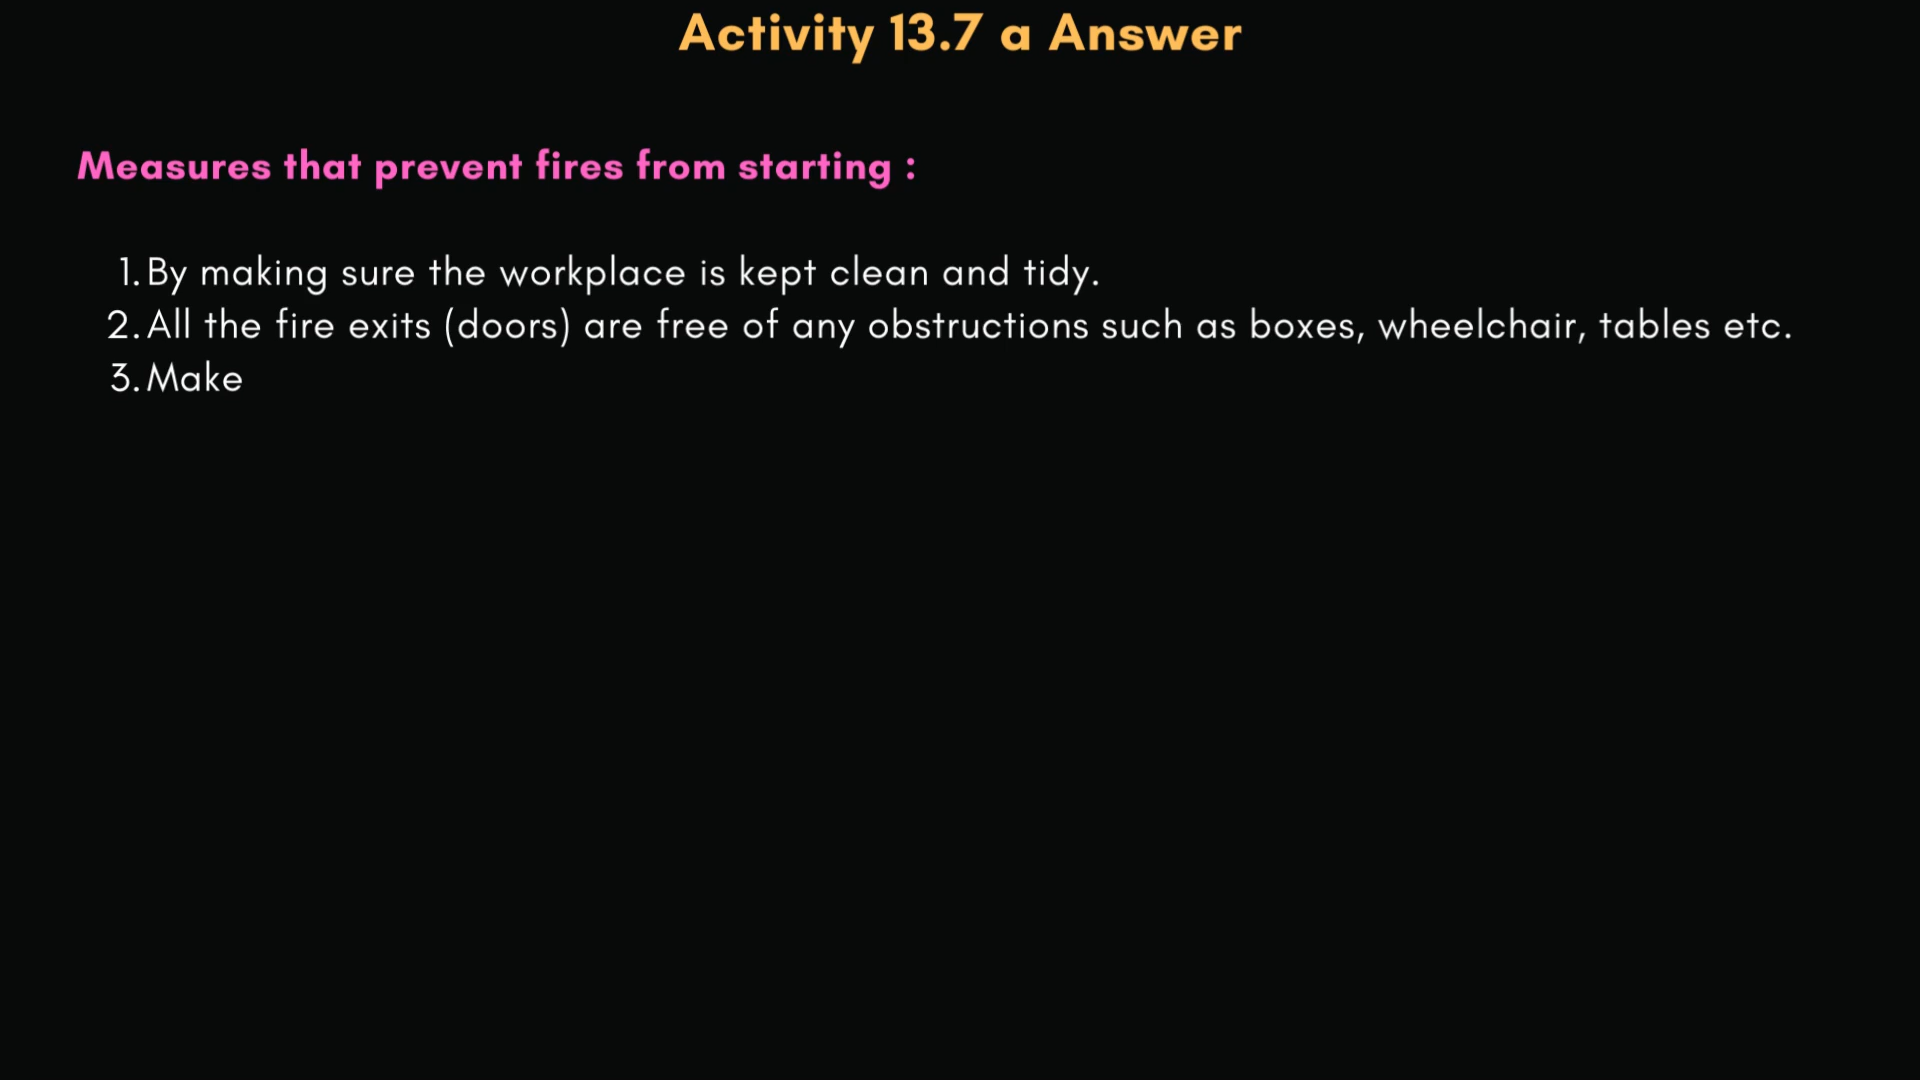 Activity 13.7 a Answer
Measures that prevent fires from starting :
1. By making sure the workplace is kept clean and tidy.
2. All the fire exits (doors) are free of any obstructions such as boxes, wheelchair, tables etc.
3. Make